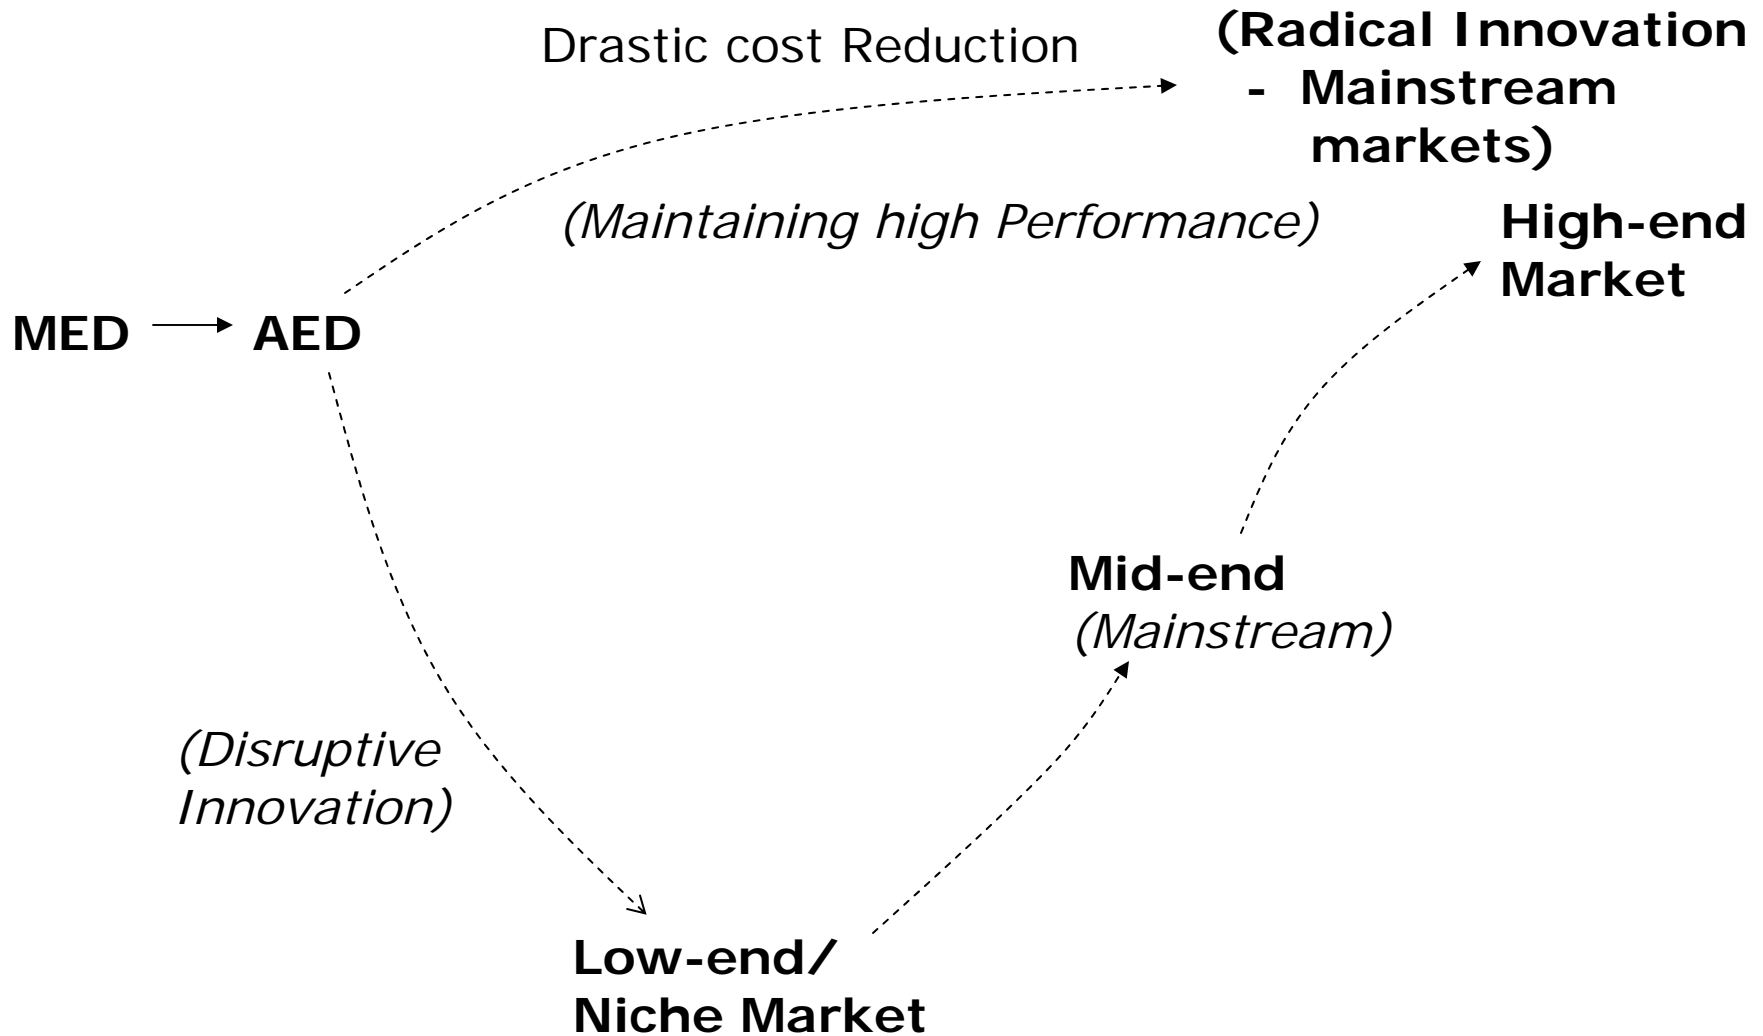 Drastic cost Reduction
(Radical Innovation
- Mainstream
markets)
(Maintaining high Performance)
High-end
Market
MED
AED
Mid-end
(Mainstream)
(Disruptive
Innovation)
Low-end/
Niche Market